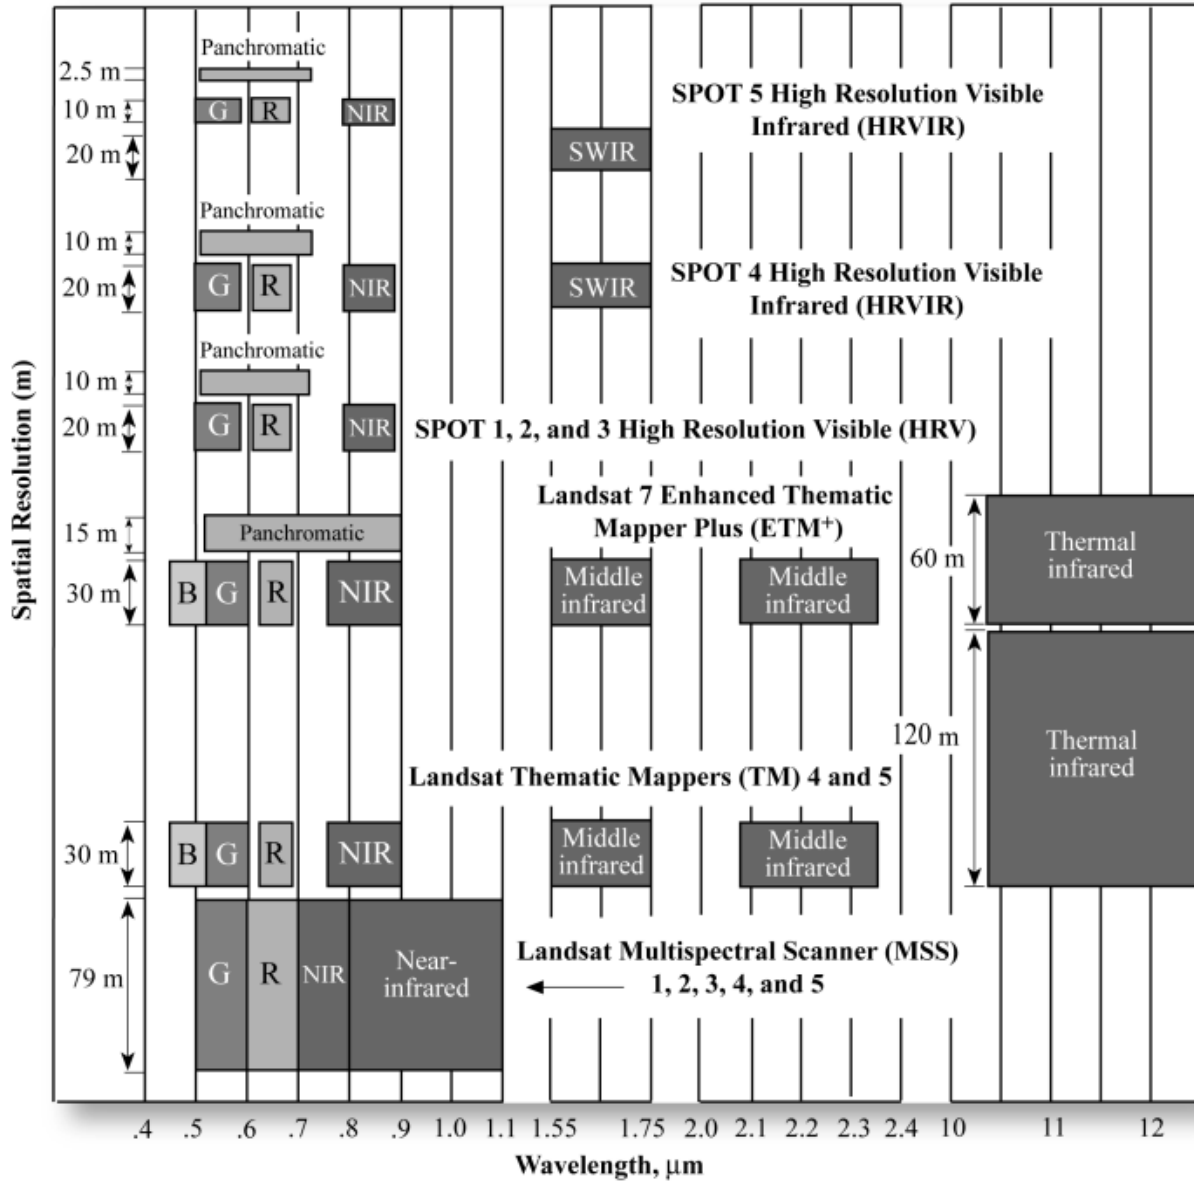 Panchromatic
2.5 m
10 m
G
R
NIR
SPOT 5 High Resolution Visible
Infrared (HRVIR)
20 m
SWIR
Panchromatic
10 m
20 m
G
R
NIR
SWIR
SPOT 4 High Resolution Visible
Infrared (HRVIR)
Panchromatic
10 m
20 m
G
R
NIR
SPOT 1, 2, and 3 High Resolution Visible (HRV)
Spatial Resolution (m)
Landsat 7 Enhanced Thematic
Mapper Plus (ETM+)
15 m
Panchromatic
30 m
B
G
R
NIR
Middle
infrared
Middle
infrared
60 m
Thermal
infrared
120 m
Thermal
infrared
Landsat Thematic Mappers (TM) 4 and 5
30 m
B
G
R
NIR
Middle
infrared
Middle
infrared
79 m
G
R
NIR
Near-
infrared
Landsat Multispectral Scanner (MSS)
1, 2, 3, 4, and 5
.4 .5 .6 .7 .8 .9 1.0 1.1 1.55 1.75 2.0 2.1 2.2 2.3 2.4 10 11 12
Wavelength, μm